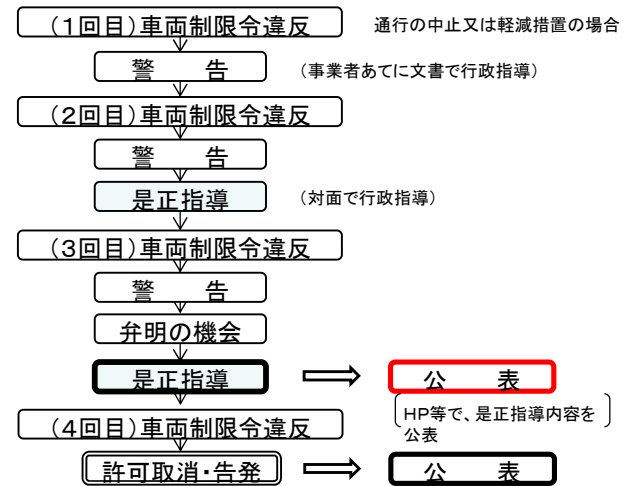 （1回目）車両制限令違反 通行の中止又は軽減措置の場合
警　　告 （事業者あてに文書で行政指導）
（2回目）車両制限令違反
警　　告
是正指導 （対面で行政指導）
（3回目）車両制限令違反
警　　告
弁明の機会
是正指導 公　　表
HP等で、是正指導内容を
公表
（4回目）車両制限令違反
許可取消・告発 公　　表